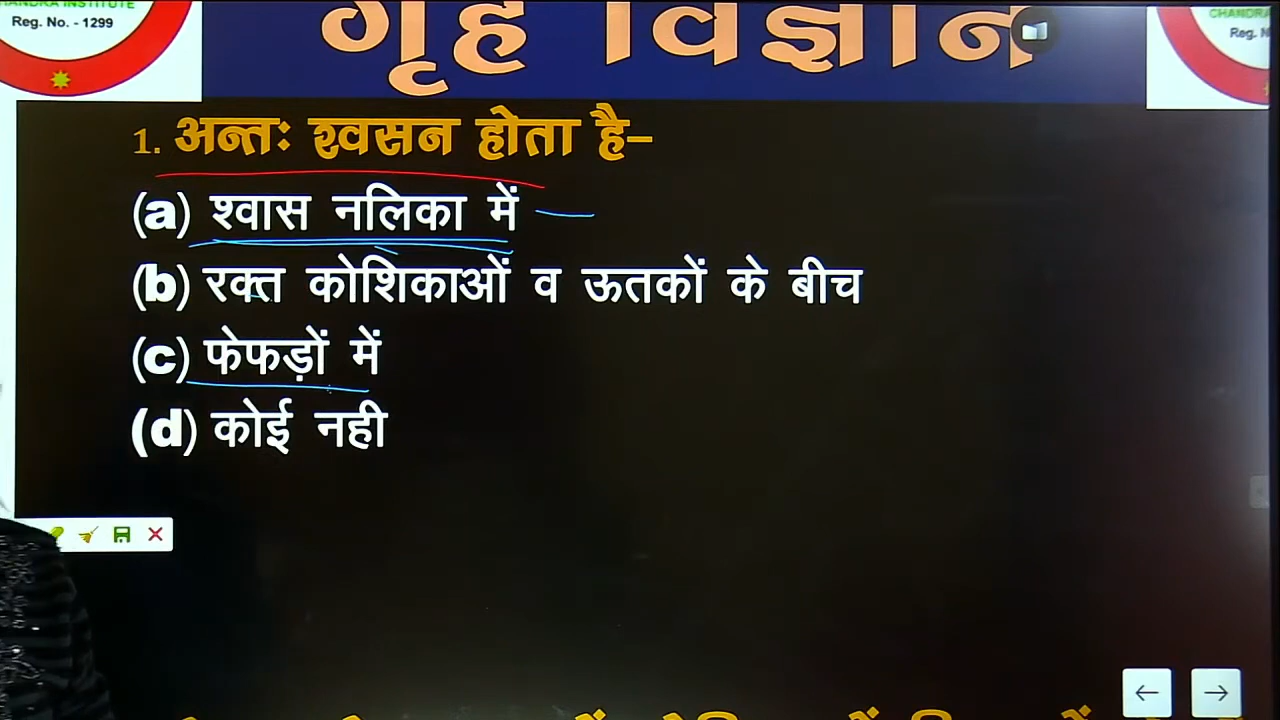 Reg. No. - 1299
गृह विज्ञान
1. अन्तः श्वसन होता है-
(a) श्वास नलिका में
(b) रक्त कोशिकाओं व ऊतकों के बीच
(c) फेफड़ों में
(d) कोई नही